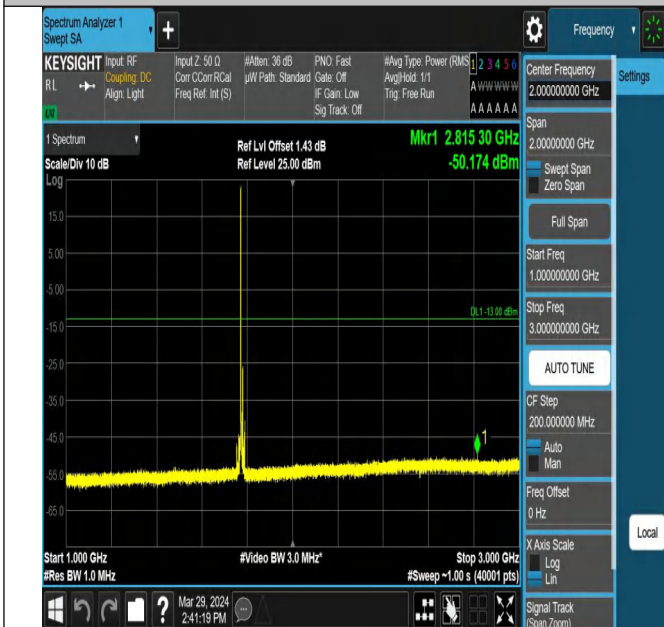 Spectrum Analyzer 1
Swept SA
+
Frequency
KEYSIGHT
RL
LXI
Input: RF
Coupling: DC
Align: Light
Input Z: 50 Ω
Corr CCorr RCal
Freq Ref: Int (S)
#Atten: 36 dB
µW Path: Standard
PNO: Fast
Gate: Off
IF Gain: Low
Sig Track: Off
#Avg Type: Power (RMS
Avg|Hold: 1/1
Trig: Free Run
1 2 3 4 5 6
A W W W W W
A A A A A A
Center Frequency
2.000000000 GHz
Settings
Span
2.00000000 GHz
Swept Span
Zero Span
Full Span
Start Freq
1.000000000 GHz
Stop Freq
3.000000000 GHz
AUTO TUNE
CF Step
200.000000 MHz
Auto
Man
Freq Offset
0 Hz
X Axis Scale
Log
Lin
Local
Signal Track
(Span Zoom)
1 Spectrum
Scale/Div 10 dB
Log
Ref Lvl Offset 1.43 dB
Ref Level 25.00 dBm
Mkr1 2.815 30 GHz
-50.174 dBm
15.0
5.00
-5.00
DL1 -13.00 dBm
-15.0
-25.0
-35.0
-45.0
1
-55.0
-65.0
Start 1.000 GHz
#Res BW 1.0 MHz
#Video BW 3.0 MHz*
Stop 3.000 GHz
#Sweep ~1.00 s (40001 pts)
?
Mar 29, 2024
2:41:19 PM